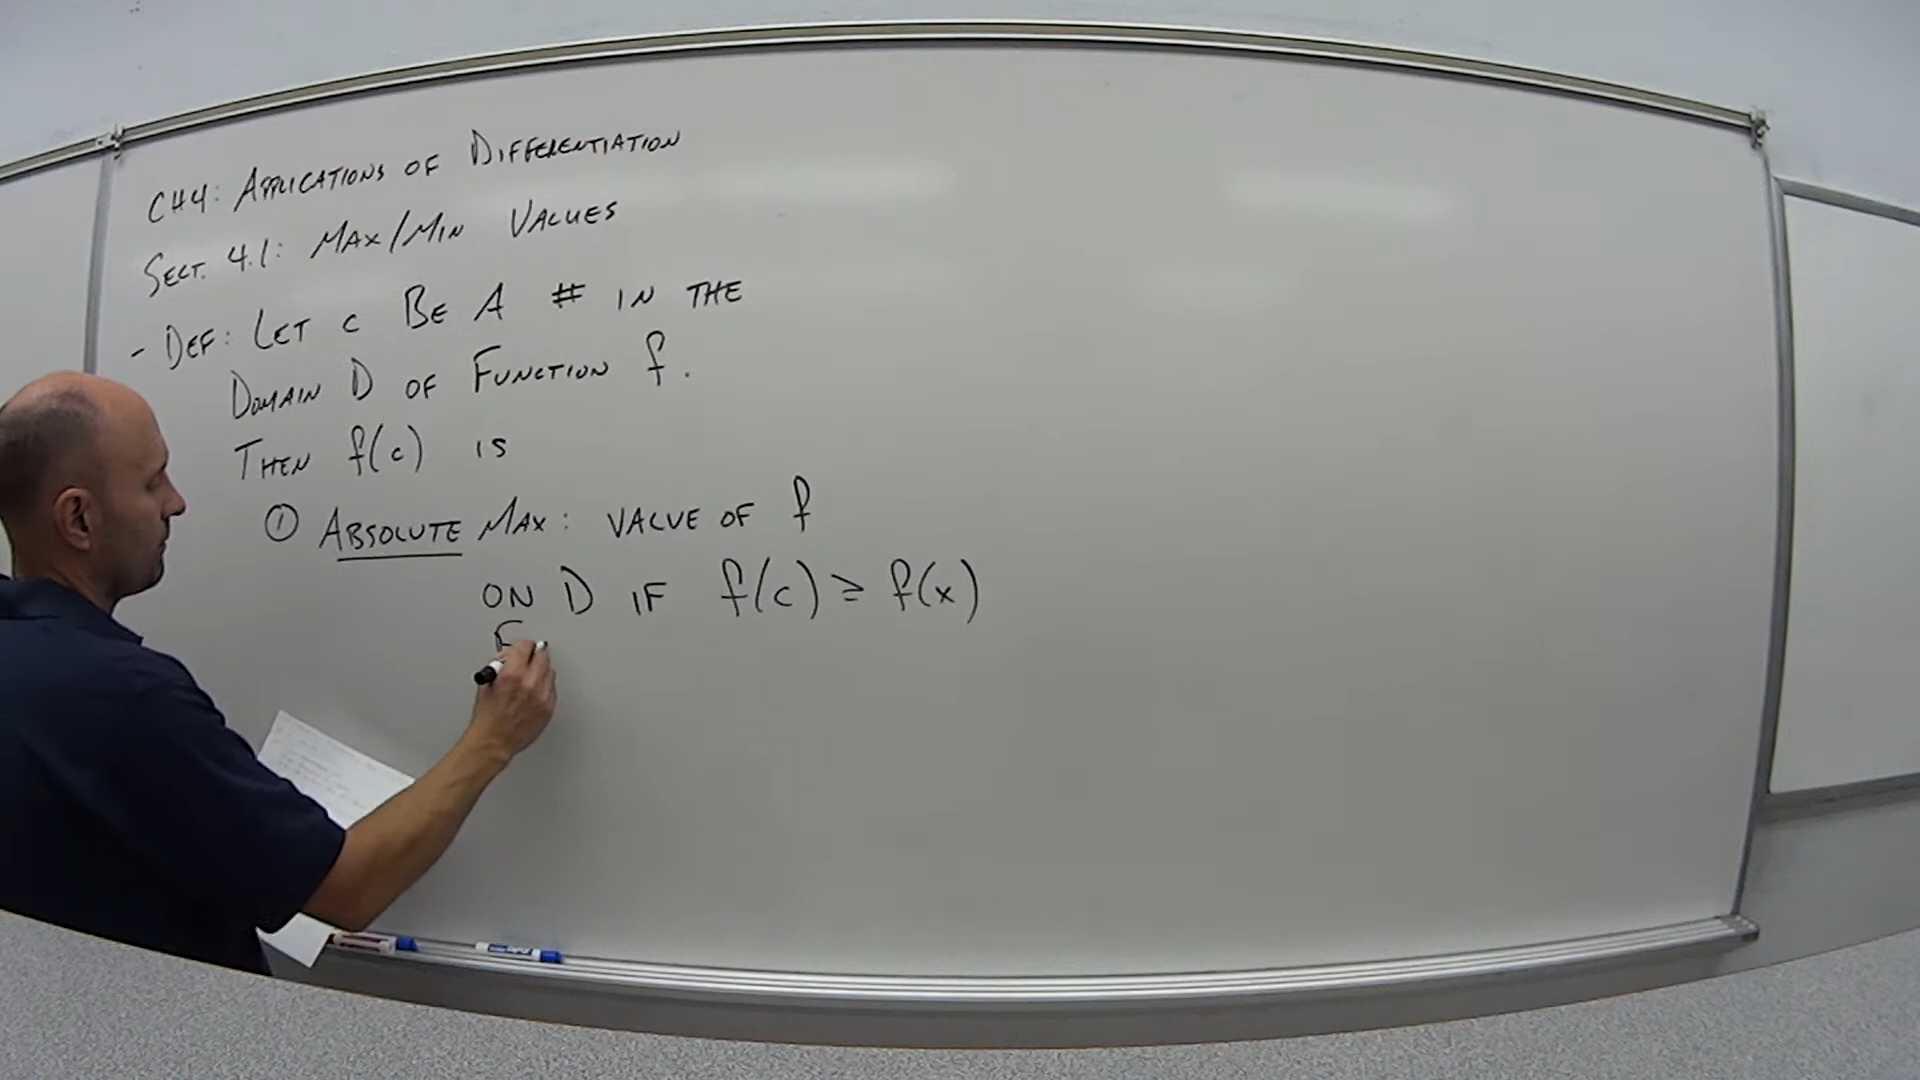 CH4: APPLICATIONS OF DIFFERENTIATION
SECT. 4.1: MAX/MIN VALUES
- DEF: LET c BE A # IN THE
DOMAIN D OF FUNCTION f.
THEN f(c) IS
① ABSOLUTE MAX: VALUE OF f
ON D IF f(c) ≥ f(x)
F